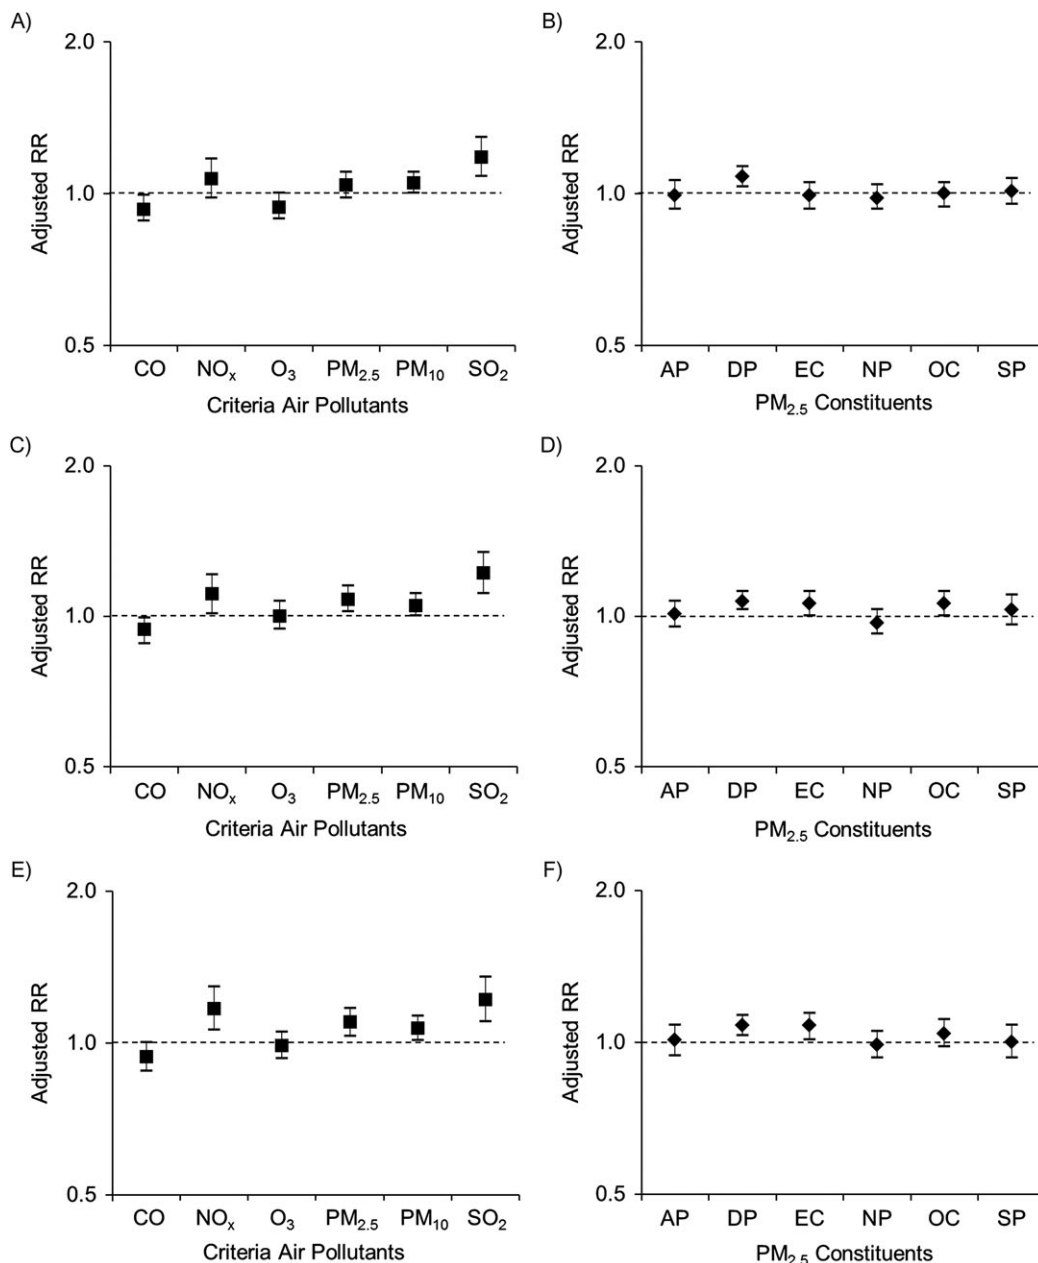 A)
2.0
1.0
0.5
Adjusted RR
CO NOx O3 PM2.5 PM10 SO2
Criteria Air Pollutants
B)
2.0
1.0
0.5
Adjusted RR
AP DP EC NP OC SP
PM2.5 Constituents
C)
2.0
1.0
0.5
Adjusted RR
CO NOx O3 PM2.5 PM10 SO2
Criteria Air Pollutants
D)
2.0
1.0
0.5
Adjusted RR
AP DP EC NP OC SP
PM2.5 Constituents
E)
2.0
1.0
0.5
Adjusted RR
CO NOx O3 PM2.5 PM10 SO2
Criteria Air Pollutants
F)
2.0
1.0
0.5
Adjusted RR
AP DP EC NP OC SP
PM2.5 Constituents